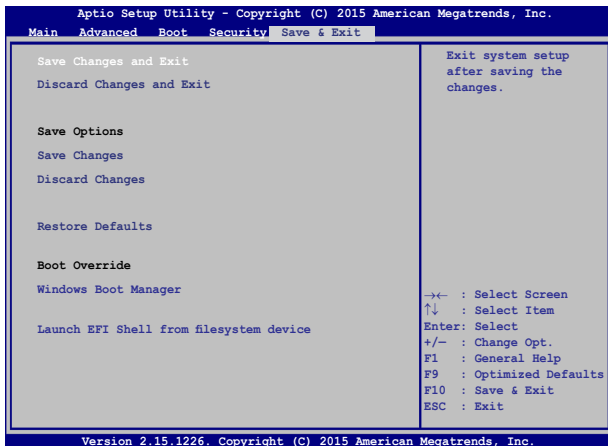 Aptio Setup Utility - Copyright (C) 2015 American Megatrends, Inc.
Main Advanced Boot Security Save & Exit
Save Changes and Exit
Discard Changes and Exit
Save Options
Save Changes
Discard Changes
Restore Defaults
Boot Override
Windows Boot Manager
Launch EFI Shell from filesystem device
Exit system setup
after saving the
changes.
→← : Select Screen
↑↓ : Select Item
Enter: Select
+/— : Change Opt.
F1 : General Help
F9 : Optimized Defaults
F10 : Save & Exit
ESC : Exit
Version 2.15.1226. Copyright (C) 2015 American Megatrends, Inc.